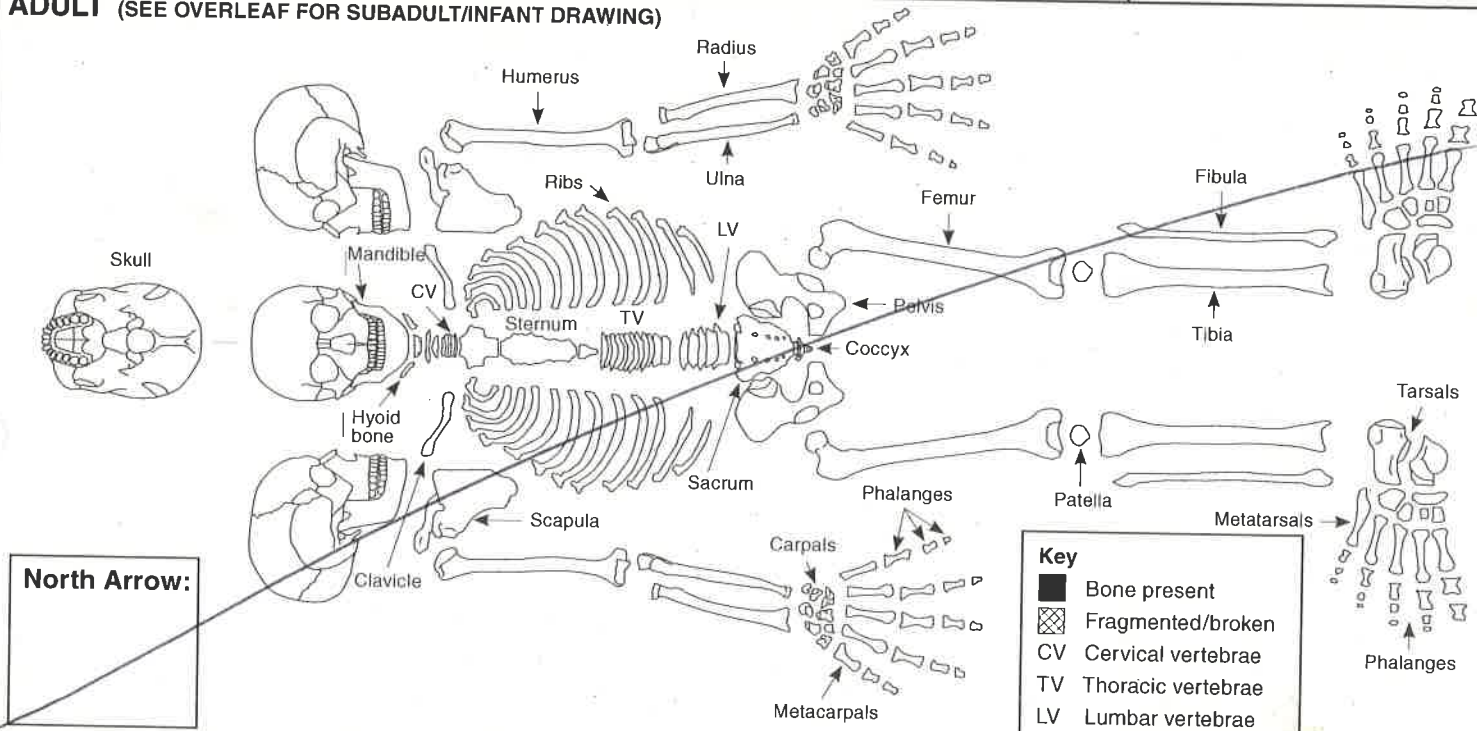 ADULT (SEE OVERLEAF FOR SUBADULT/INFANT DRAWING)
Radius
Humerus
Ulna
Ribs
Femur
Fibula
LV
Skull
Mandible
CV
Sternum
TV
Pelvis
Coccyx
Tibia
Hyoid
bone
Tarsals
Sacrum
Phalanges
Patella
Scapula
Metatarsals
Carpals
Clavicle
North Arrow:
Key
Bone present
Fragmented/broken
CV Cervical vertebrae
TV Thoracic vertebrae
LV Lumbar vertebrae
Phalanges
Metacarpals